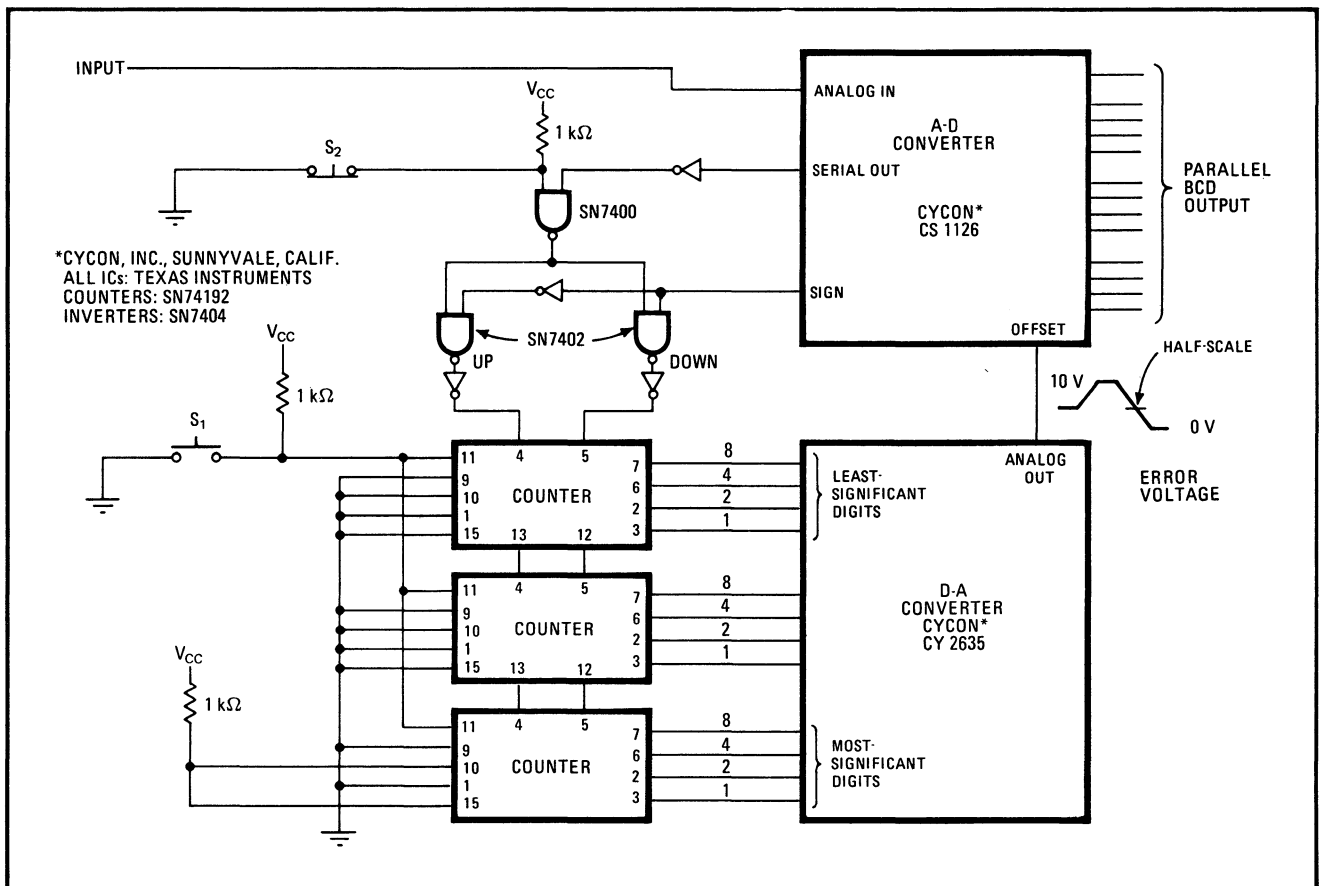 INPUT
VCC
1 kΩ
S2
SN7400
*CYCON, INC., SUNNYVALE, CALIF.
ALL ICs: TEXAS INSTRUMENTS
COUNTERS: SN74192
INVERTERS: SN7404
ANALOG IN
A-D
CONVERTER
SERIAL OUT
CYCON*
CS 1126
SIGN
OFFSET
PARALLEL
BCD
OUTPUT
SN7402
UP
DOWN
HALF-SCALE
10 V
0 V
ERROR
VOLTAGE
VCC
1 kΩ
S1
11
9
10
1
15
4
5
COUNTER
13
12
7
6
2
3
8
4
2
1
LEAST-
SIGNIFICANT
DIGITS
ANALOG
OUT
11
9
10
1
15
4
5
COUNTER
13
12
7
6
2
3
8
4
2
1
D-A
CONVERTER
CYCON*
CY 2635
VCC
1 kΩ
11
9
10
1
15
4
5
COUNTER
7
6
2
3
8
4
2
1
MOST-
SIGNIFICANT
DIGITS